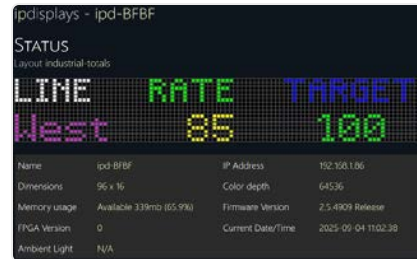 ipdisplays - ipd-BFBF
STATUS
Layout industrial-totals
LINE RATE TARGET
West 85 100
Name ipd-BFBF IP Address 192.168.1.86
Dimensions 96 x 16 Color depth 64536
Memory usage Available 339mb (65.9%) Firmware Version 2.5.4909 Release
FPGA Version 0 Current Date/Time 2025-09-04 11:02:38
Ambient Light N/A